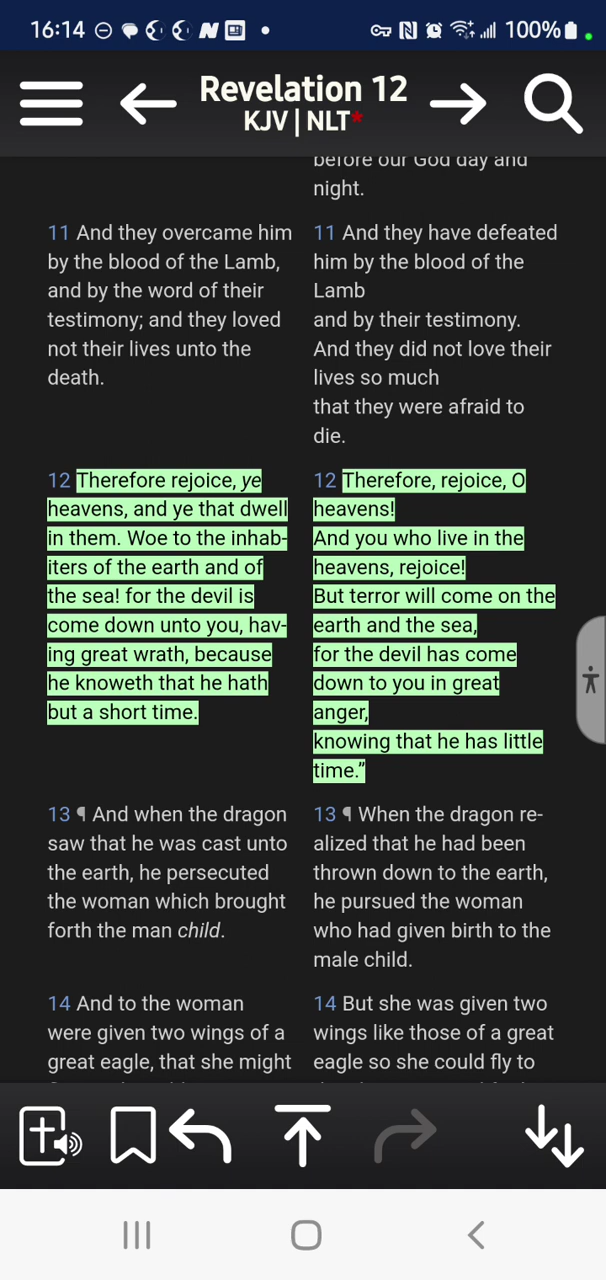 16:14
100%
Revelation 12
KJV | NLT*
before our God day and
night.
11 And they overcame him
by the blood of the Lamb,
and by the word of their
testimony; and they loved
not their lives unto the
death.
11 And they have defeated
him by the blood of the
Lamb
and by their testimony.
And they did not love their
lives so much
that they were afraid to
die.
12 Therefore rejoice, ye
heavens, and ye that dwell
in them. Woe to the inhab-
iters of the earth and of
the sea! for the devil is
come down unto you, hav-
ing great wrath, because
he knoweth that he hath
but a short time.
12 Therefore, rejoice, O
heavens!
And you who live in the
heavens, rejoice!
But terror will come on the
earth and the sea,
for the devil has come
down to you in great
anger,
knowing that he has little
time.”
13 ¶ And when the dragon
saw that he was cast unto
the earth, he persecuted
the woman which brought
forth the man child.
13 ¶ When the dragon re-
alized that he had been
thrown down to the earth,
he pursued the woman
who had given birth to the
male child.
14 And to the woman
were given two wings of a
great eagle, that she might
14 But she was given two
wings like those of a great
eagle so she could fly to